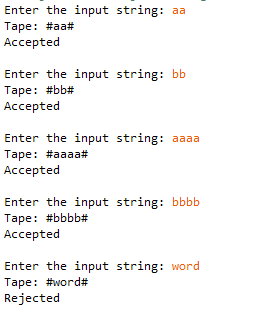 Enter the input string: aa
Tape: #aa#
Accepted
Enter the input string: bb
Tape: #bb#
Accepted
Enter the input string: aaaa
Tape: #aaaa#
Accepted
Enter the input string: bbbb
Tape: #bbbb#
Accepted
Enter the input string: word
Tape: #word#
Rejected